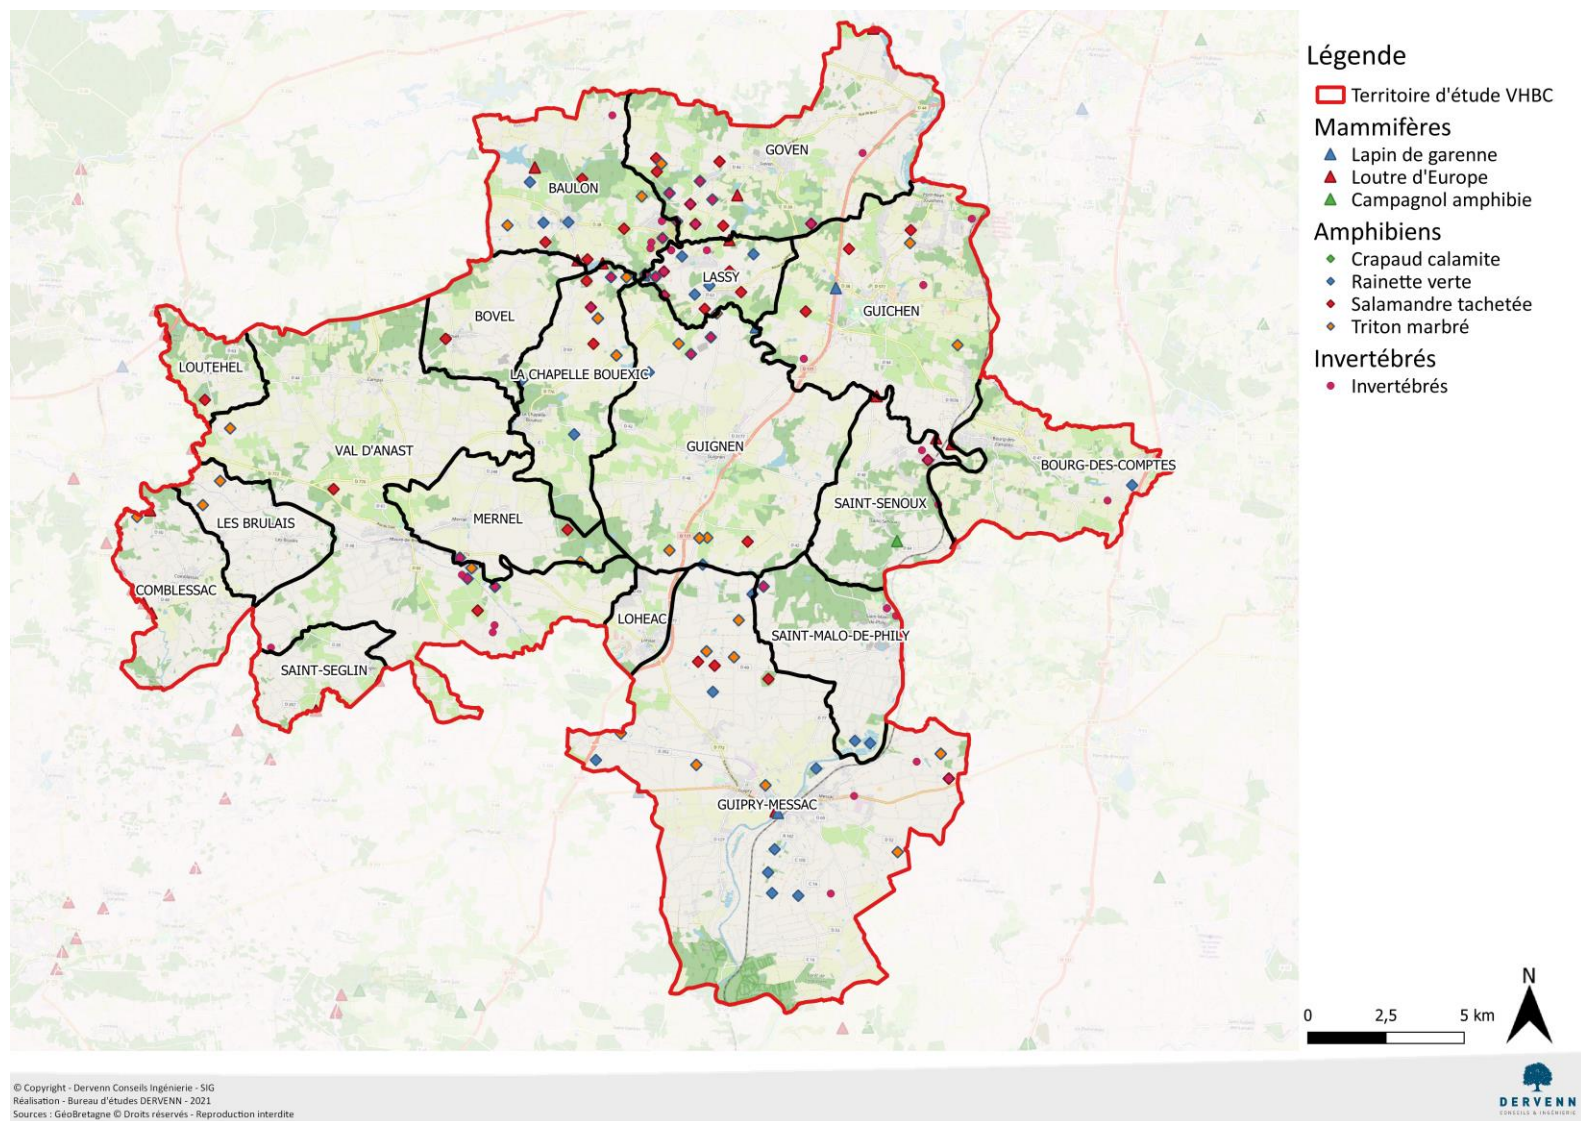 GOVEN
BAULON
LASSY
BOVEL
GUICHEN
LOUTEHEL
LA CHAPELLE BOUEXIC
VAL D'ANAST
GUIGNEN
BOURG-DES-COMPTES
SAINT-SENOUX
LES BRULAIS
MERNEL
COMBLESSAC
LOHEAC
SAINT-MALO-DE-PHILY
SAINT-SEGLIN
GUIPRY-MESSAC
Légende
Territoire d'étude VHBC
Mammifères
Lapin de garenne
Loutre d'Europe
Campagnol amphibie
Amphibiens
Crapaud calamite
Rainette verte
Salamandre tachetée
Triton marbré
Invertébrés
Invertébrés
N
0 2,5 5 km
© Copyright - Dervenn Conseils Ingénierie - SIG
Réalisation - Bureau d'études DERVENN - 2021
Sources : GéoBretagne © Droits réservés - Reproduction interdite
DERVENN
CONSEILS & INGÉNIERIE